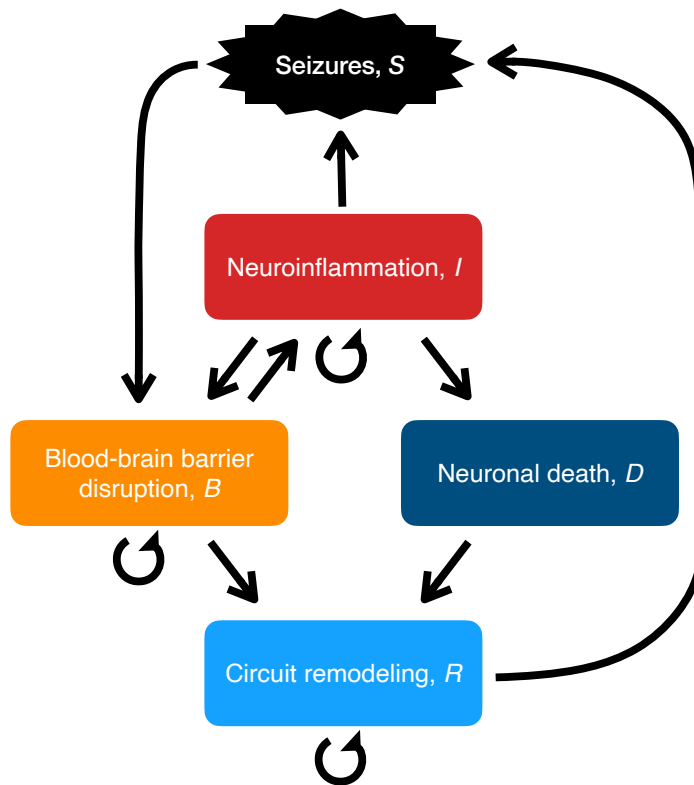 Seizures, S
Neuroinflammation, I
Blood-brain barrier
disruption, B
Neuronal death, D
Circuit remodeling, R